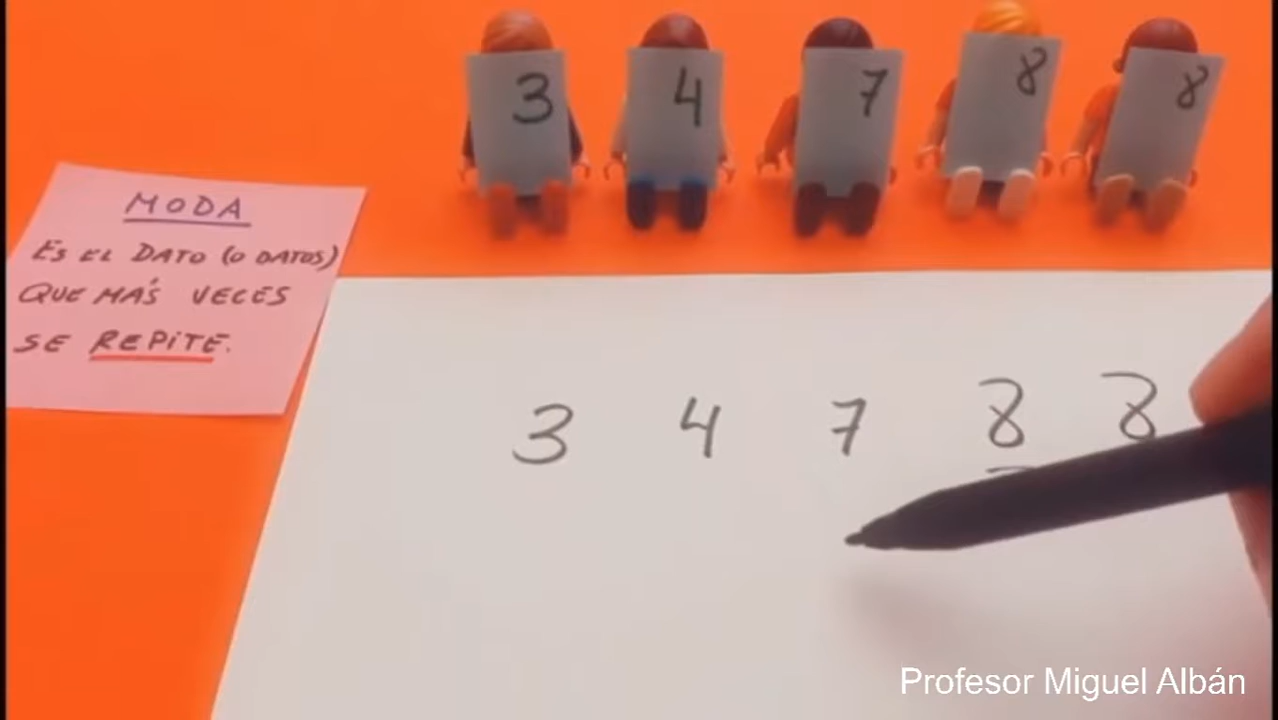 3 4 7 8 8
MODA
ES EL DATO (O DATOS)
QUE MÁS VECES
SE REPITE.
3 4 7 8 8
Profesor Miguel Albán